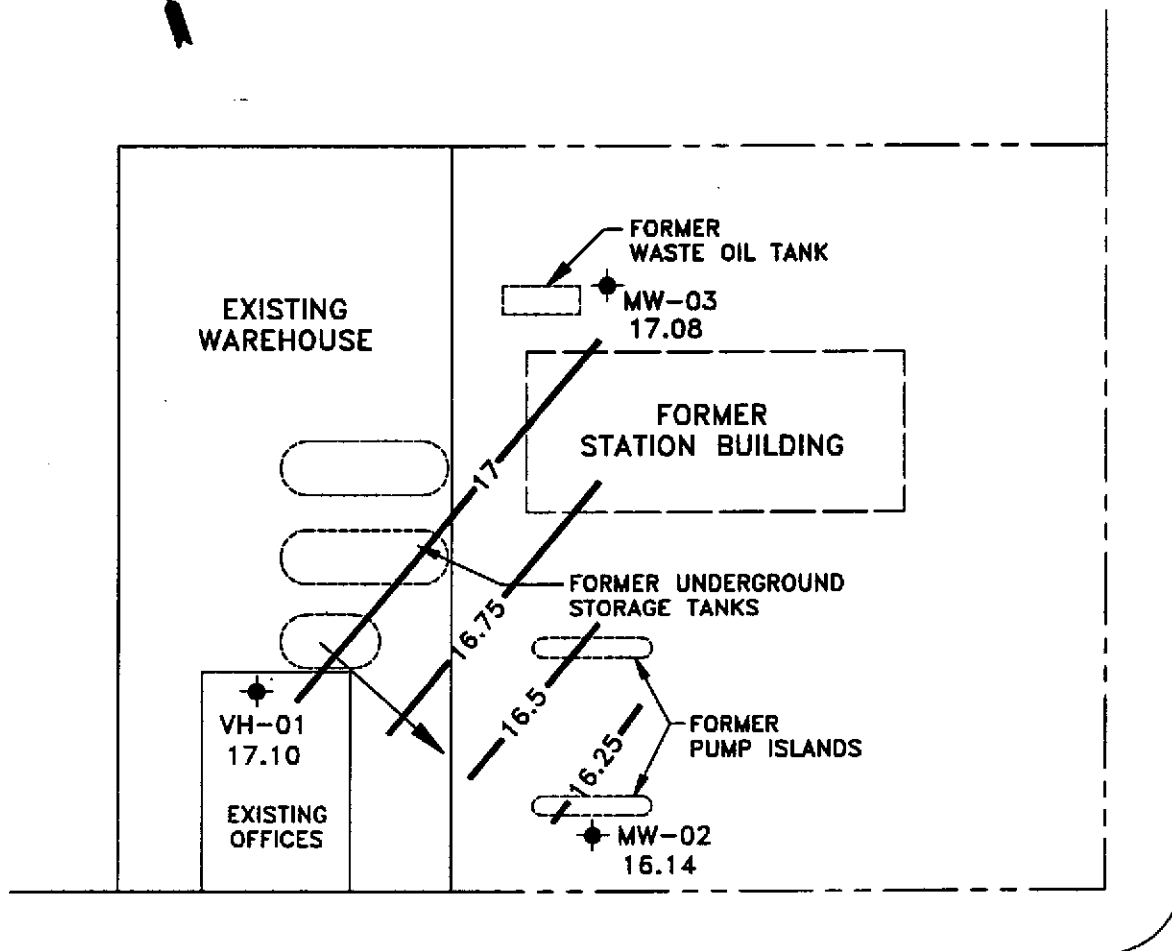 FORMER
WASTE OIL TANK
MW-03
17.08
EXISTING
WAREHOUSE
FORMER
STATION BUILDING
17
FORMER UNDERGROUND
STORAGE TANKS
16.75
16.5
VH-01
17.10
FORMER
PUMP ISLANDS
16.25
EXISTING
OFFICES
MW-02
16.14